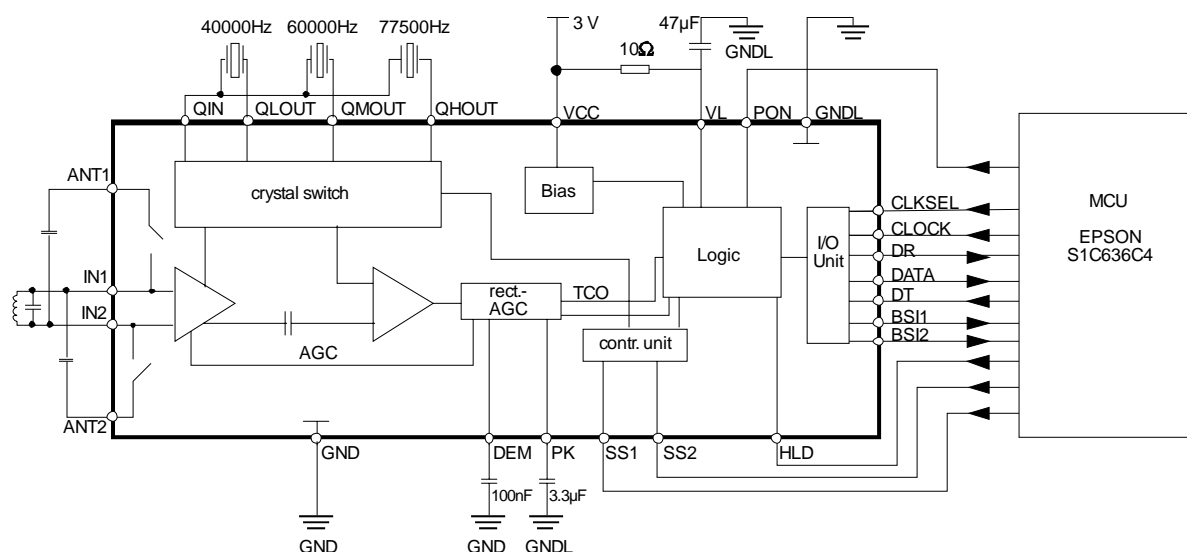 40000Hz 60000Hz 77500Hz
3 V
47µF
GNDL
10Ω
QIN QLOUT QMOUT QHOUT VCC VL PON GNDL
ANT1
crystal switch
Bias
Logic
I/O
Unit
CLKSEL
CLOCK
DR
DATA
DT
BSI1
BSI2
MCU
EPSON
S1C636C4
IN1
IN2
rect.-
AGC
TCO
contr. unit
AGC
ANT2
GND DEM PK SS1 SS2 HLD
100nF 3.3µF
GND GND GNDL